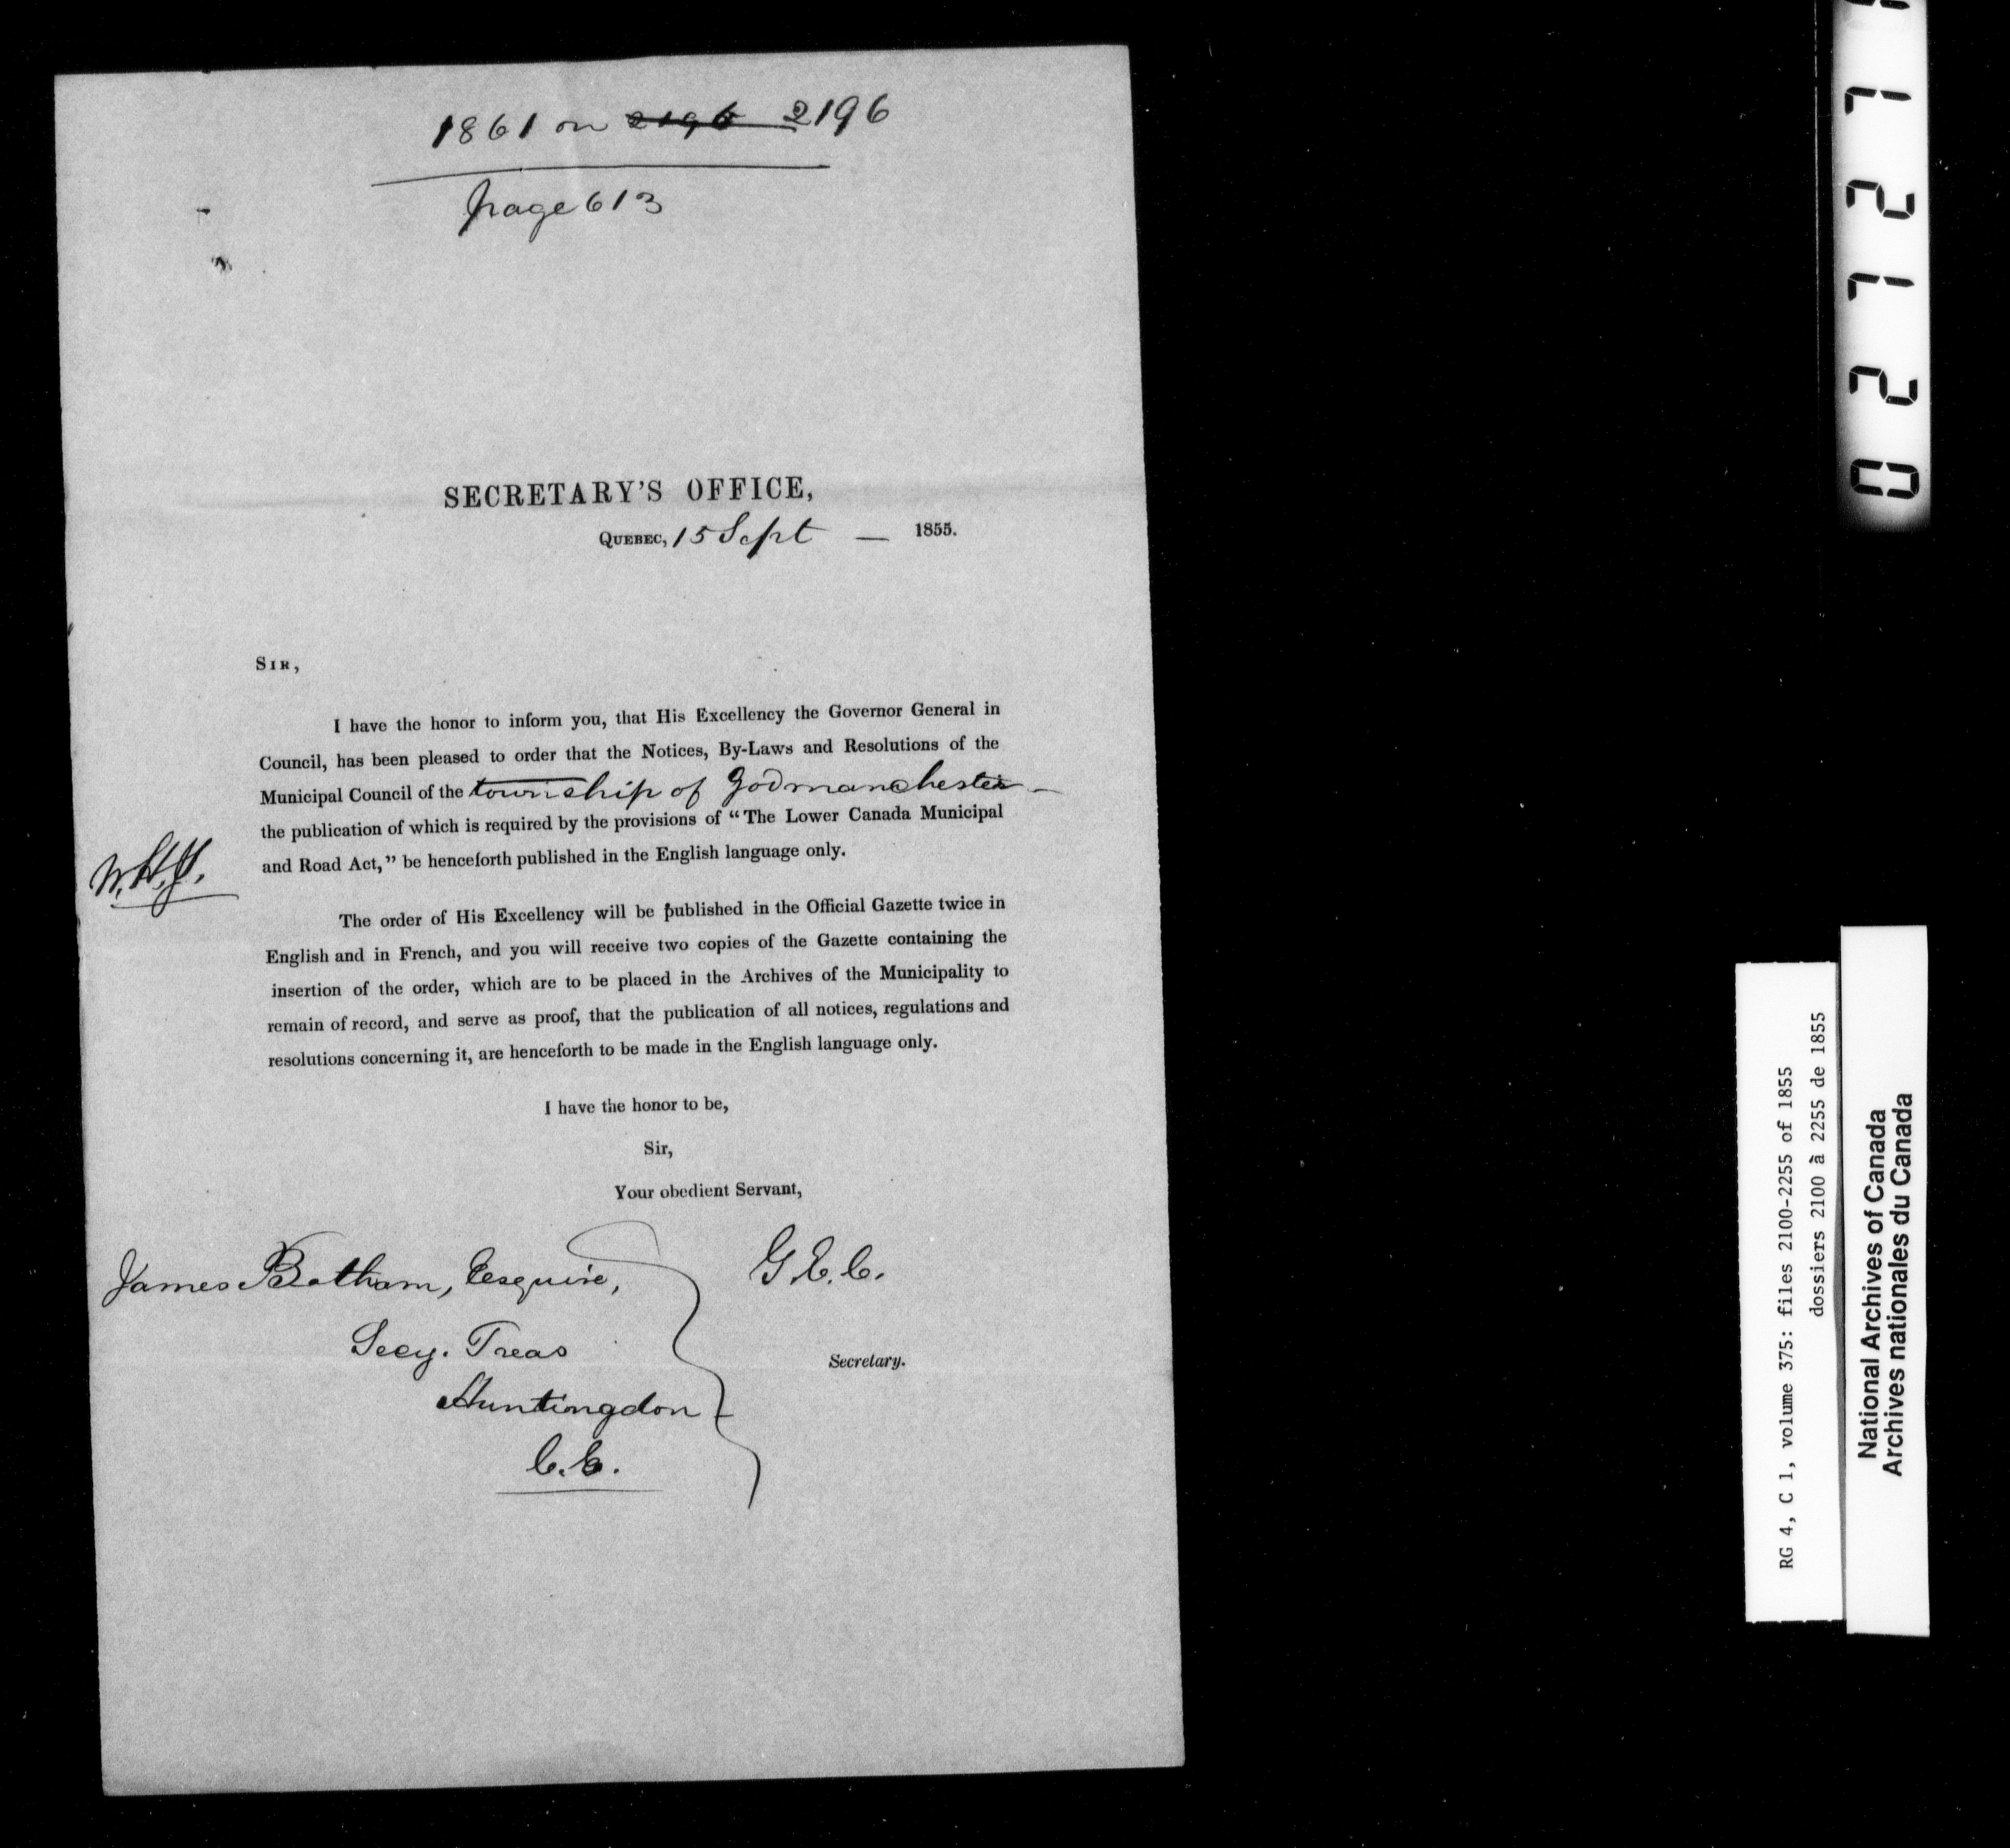 1861 on 2196 2196
page 613
SECRETARY'S OFFICE,
QUEBEC, 15 Sept — 1855.
SIR,
I have the honor to inform you, that His Excellency the Governor General in
Council, has been pleased to order that the Notices, By-Laws and Resolutions of the
Municipal Council of the township of Godmanchester —
the publication of which is required by the provisions of "The Lower Canada Municipal
and Road Act," be henceforth published in the English language only.
The order of His Excellency will be published in the Official Gazette twice in
English and in French, and you will receive two copies of the Gazette containing the
insertion of the order, which are to be placed in the Archives of the Municipality to
remain of record, and serve as proof, that the publication of all notices, regulations and
resolutions concerning it, are henceforth to be made in the English language only.
I have the honor to be,
Sir,
Your obedient Servant,
James Botham, Esquire,
G.E.C.
Secy. Treas
Secretary.
Huntingdon
C.E.
RG 4, C 1, volume 375: files 2100-2255 of 1855
dossiers 2100 à 2255 de 1855
National Archives of Canada
Archives nationales du Canada